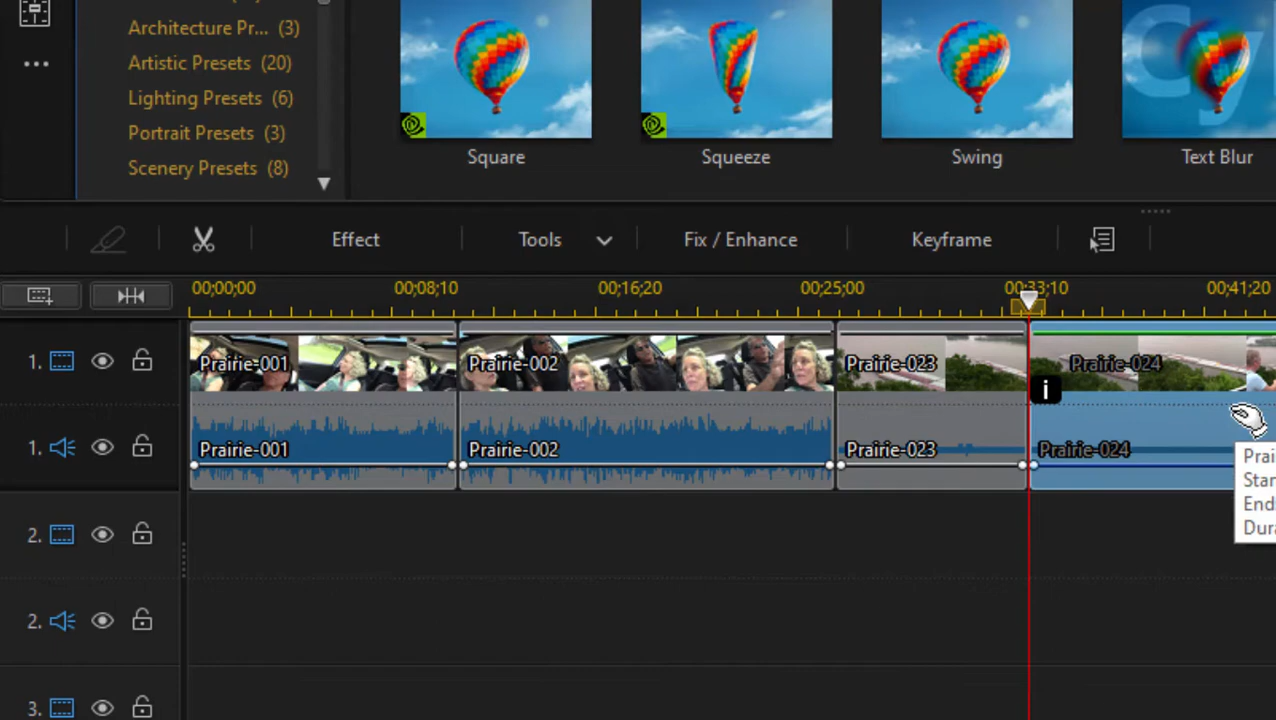 Architecture Pr... (3)
Artistic Presets (20)
Lighting Presets (6)
Portrait Presets (3)
Scenery Presets (8)
Square
Squeeze
Swing
Text Blur
Effect
Tools
Fix / Enhance
Keyframe
00;00;00 00;08;10 00;16;20 00;25;00 00;33;10 00;41;20
1. Prairie-001 Prairie-002 Prairie-023 Prairie-024
i
1. Prairie-001 Prairie-002 Prairie-023 Prairie-024
Prai
Star
End
Dura
2.
2.
3.